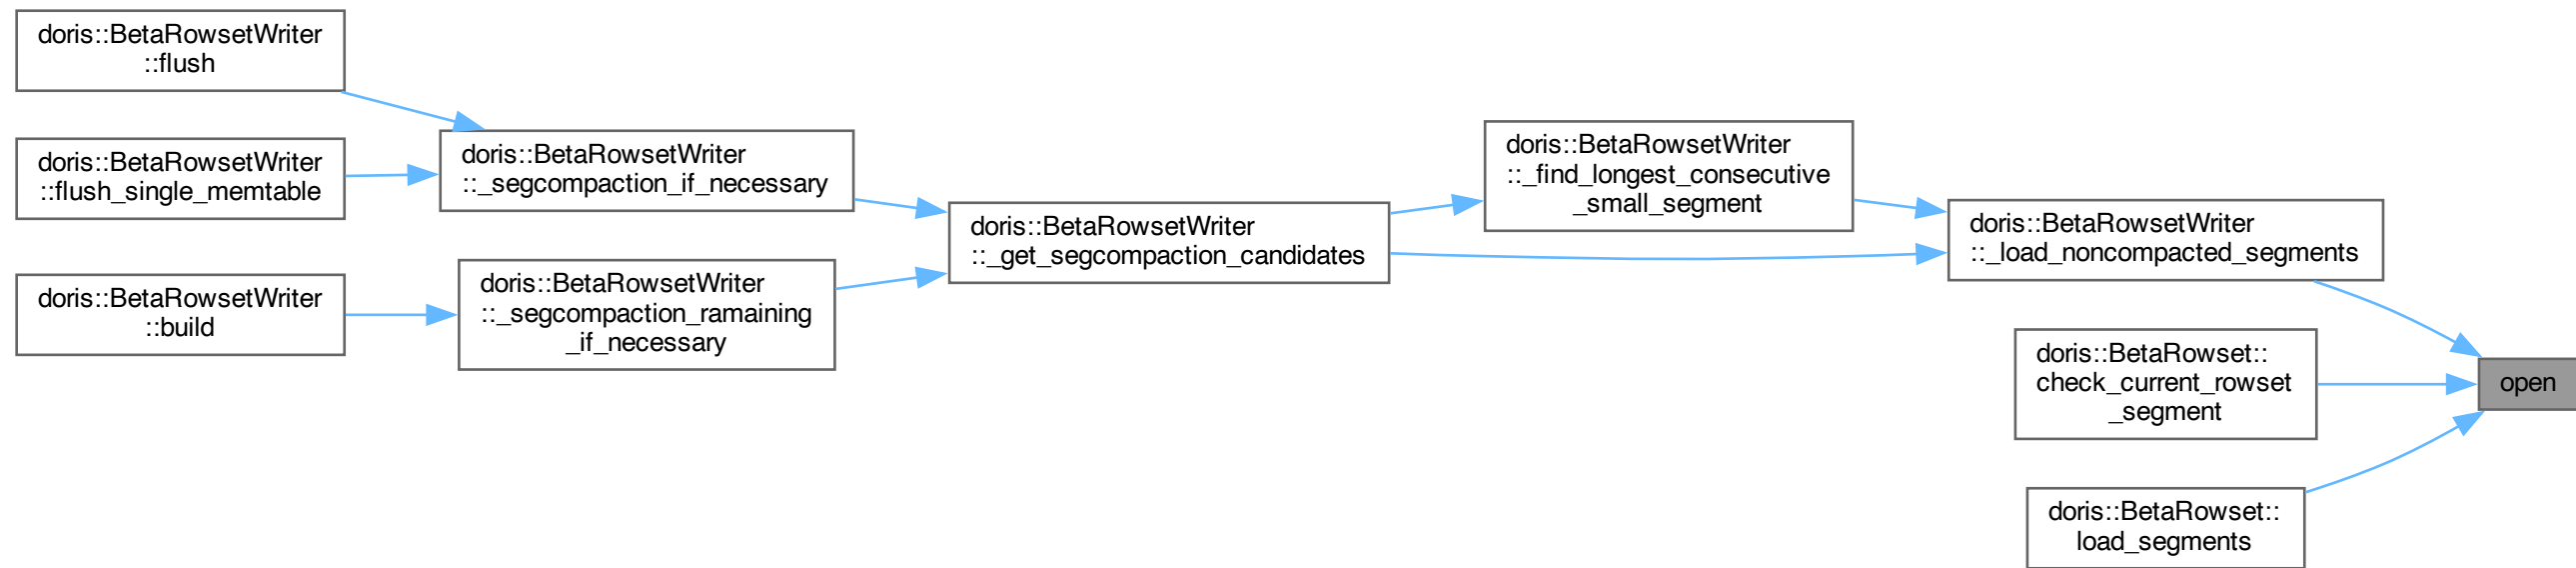 doris::BetaRowsetWriter
::flush
doris::BetaRowsetWriter
::flush_single_memtable
doris::BetaRowsetWriter
::build
doris::BetaRowsetWriter
::_segcompaction_if_necessary
doris::BetaRowsetWriter
::_segcompaction_ramaining
_if_necessary
doris::BetaRowsetWriter
::_get_segcompaction_candidates
doris::BetaRowsetWriter
::_find_longest_consecutive
_small_segment
doris::BetaRowsetWriter
::_load_noncompacted_segments
doris::BetaRowset::
check_current_rowset
_segment
doris::BetaRowset::
load_segments
open